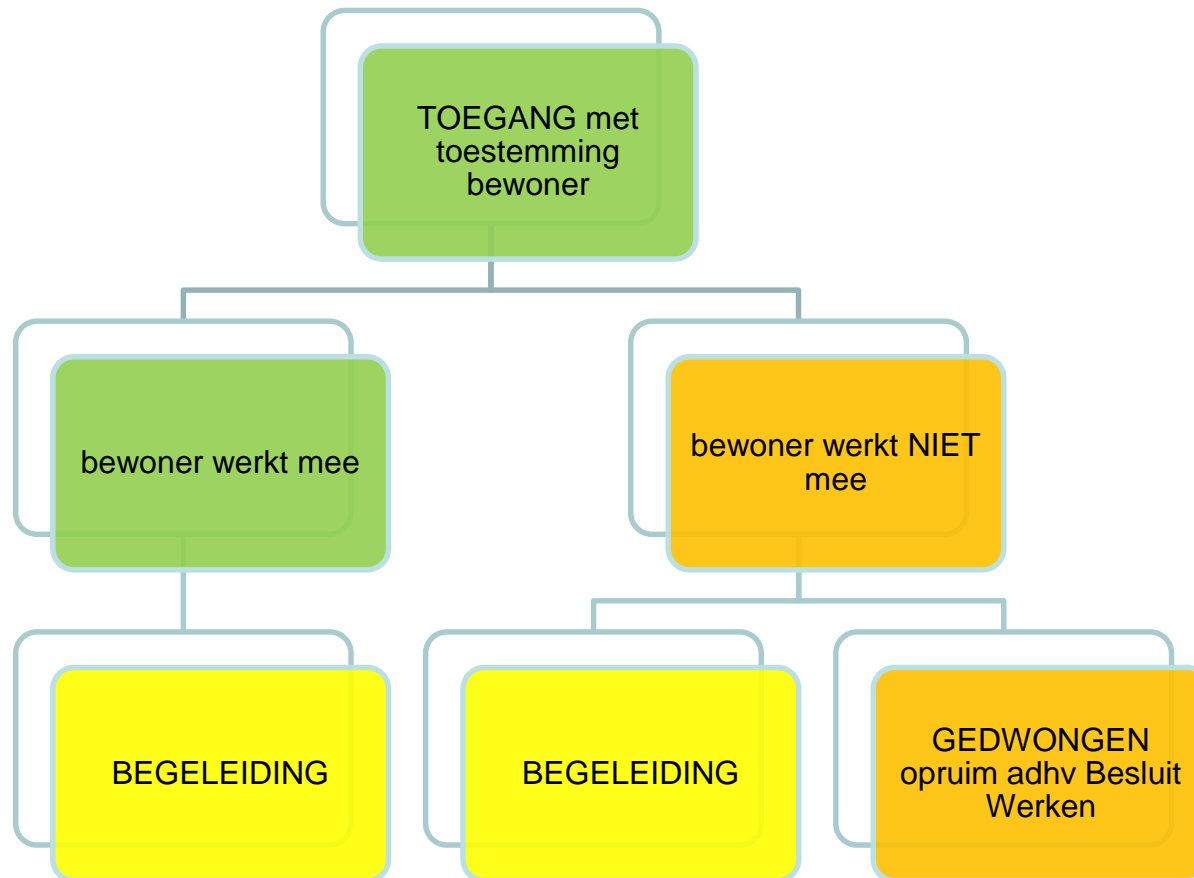 TOEGANG met
toestemming
bewoner
bewoner werkt mee
bewoner werkt NIET
mee
BEGELEIDING
BEGELEIDING
GEDWONGEN
opruim adhv Besluit
Werken